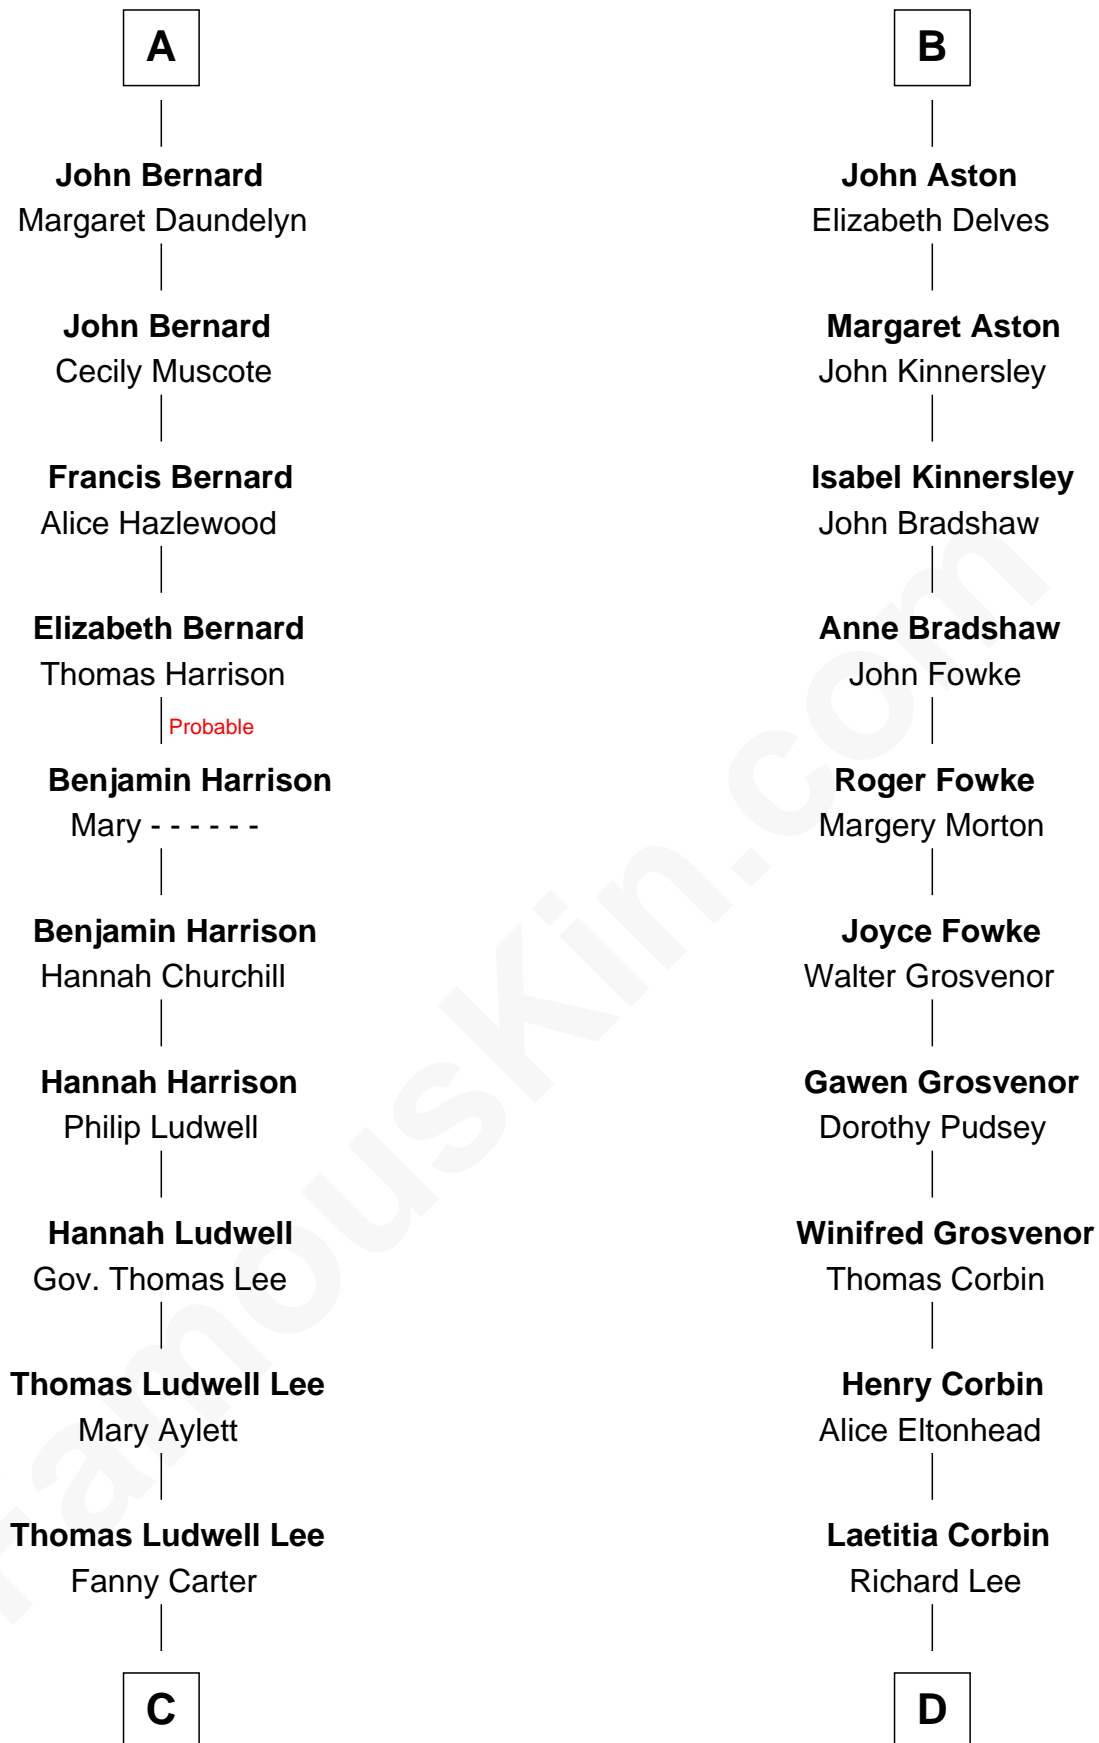 A
John Bernard
Margaret Daundelyn
John Bernard
Cecily Muscote
Francis Bernard
Alice Hazlewood
Elizabeth Bernard
Thomas Harrison
Probable
Benjamin Harrison
Mary - - - - - -
Benjamin Harrison
Hannah Churchill
Hannah Harrison
Philip Ludwell
Hannah Ludwell
Gov. Thomas Lee
Thomas Ludwell Lee
Mary Aylett
Thomas Ludwell Lee
Fanny Carter
C
B
John Aston
Elizabeth Delves
Margaret Aston
John Kinnersley
Isabel Kinnersley
John Bradshaw
Anne Bradshaw
John Fowke
Roger Fowke
Margery Morton
Joyce Fowke
Walter Grosvenor
Gawen Grosvenor
Dorothy Pudsey
Winifred Grosvenor
Thomas Corbin
Henry Corbin
Alice Eltonhead
Laetitia Corbin
Richard Lee
D
FamousKin.com